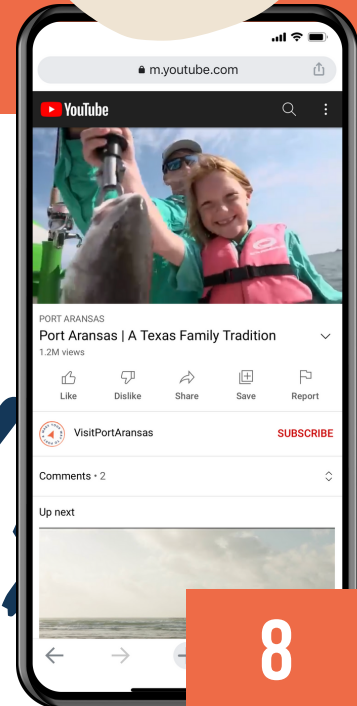 m.youtube.com
YouTube
PORT ARANSAS
Port Aransas | A Texas Family Tradition
1.2M views
Like Dislike Share Save Report
VisitPortAransas SUBSCRIBE
Comments • 2
Up next
8